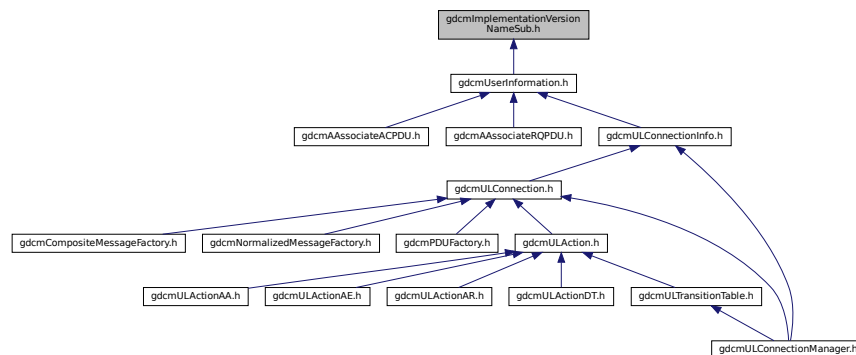 gdcmImplementationVersion
NameSub.h
gdcmUserInformation.h
gdcmAAssociateACPDU.h
gdcmAAssociateRQPDU.h
gdcmULConnectionInfo.h
gdcmULConnection.h
gdcmCompositeMessageFactory.h
gdcmNormalizedMessageFactory.h
gdcmPDUFactory.h
gdcmULAction.h
gdcmULActionAA.h
gdcmULActionAE.h
gdcmULActionAR.h
gdcmULActionDT.h
gdcmULTransitionTable.h
gdcmULConnectionManager.h